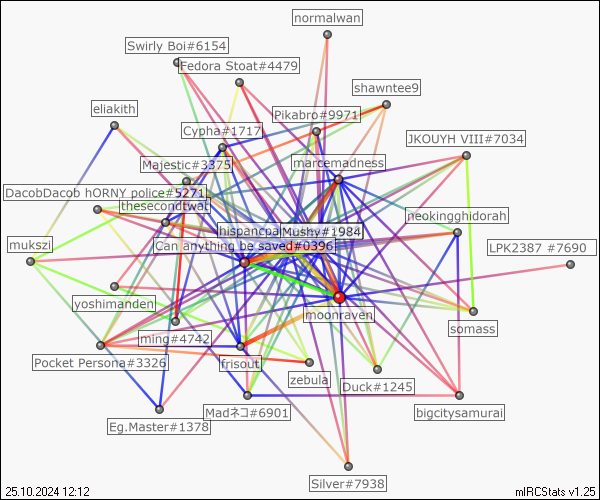 normalwan
Swirly Boi#6154
Fedora Stoat#4479
shawntee9
eliakith
Pikabro#9971
Cypha#1717
JKOUYH VIII#7034
Majestic#3375
marcemadness
DacobDacob hORNY police#5271
thesecondtwat
neokingghidorah
hispancpa
Mushy#1984
mukszi
Can anything be saved#0396
LPK2387 #7690
yoshimanden
moonraven
somass
ming#4742
Pocket Persona#3326
frisout
zebula
Duck#1245
Madネコ#6901
bigcitysamurai
Eg.Master#1378
Silver#7938
25.10.2024 12:12
mIRCStats v1.25